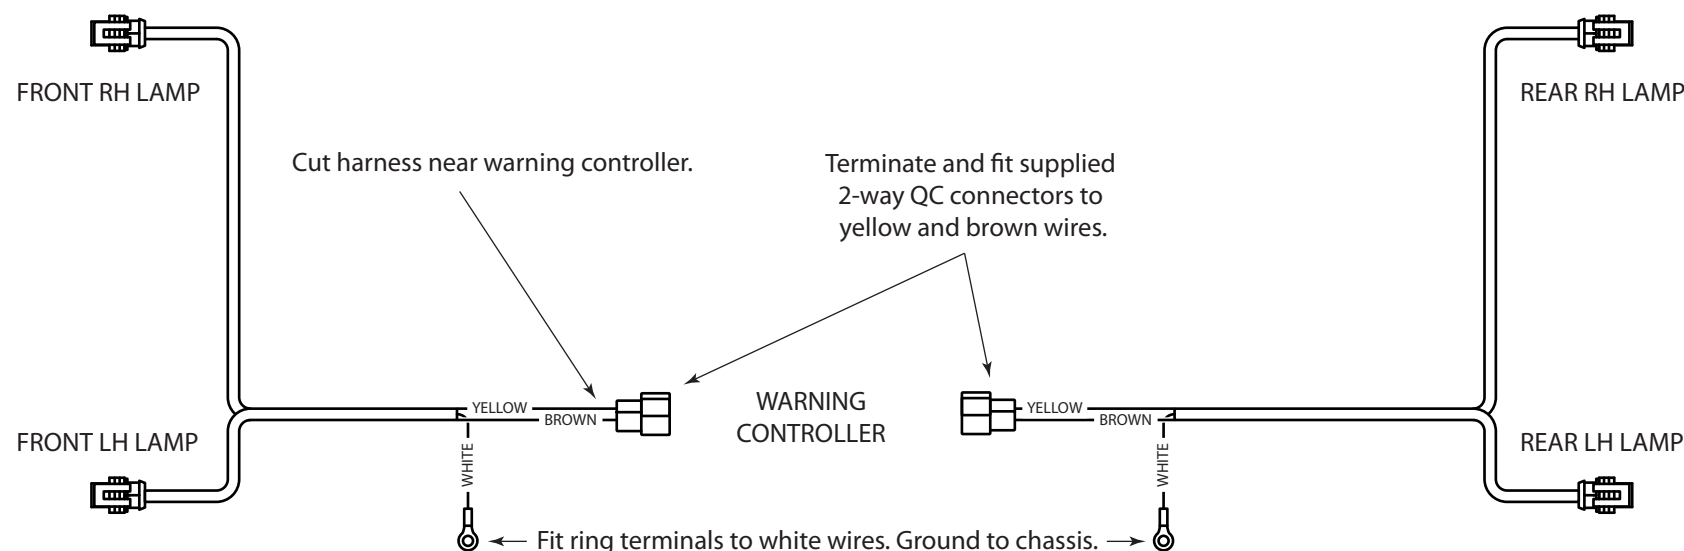 FRONT RH LAMP
REAR RH LAMP
Cut harness near warning controller.
Terminate and fit supplied
2-way QC connectors to
yellow and brown wires.
YELLOW
BROWN
WARNING
CONTROLLER
YELLOW
BROWN
FRONT LH LAMP
WHITE
WHITE
REAR LH LAMP
Fit ring terminals to white wires. Ground to chassis.